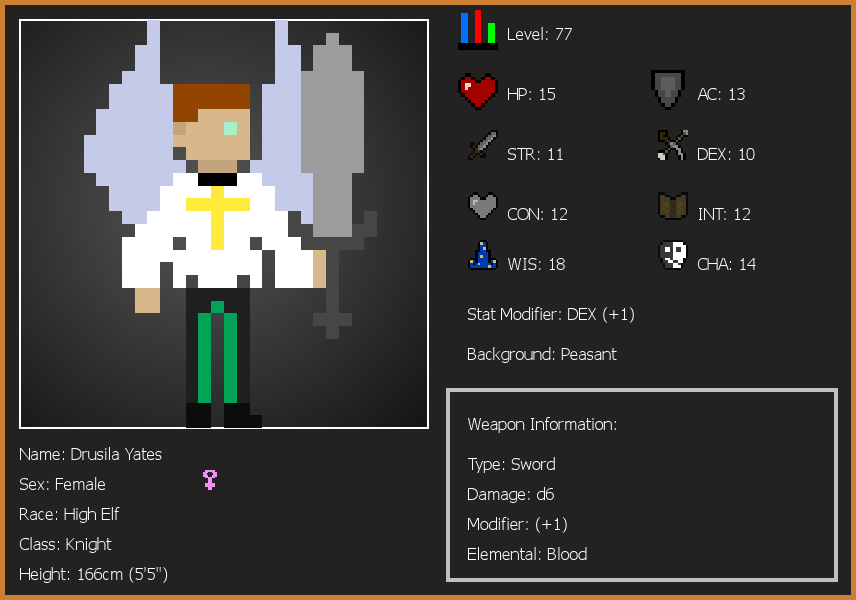 Level: 77
HP: 15
AC: 13
STR: 11
DEX: 10
CON: 12
INT: 12
WIS: 18
CHA: 14
Stat Modifier: DEX (+1)
Background: Peasant
Weapon Information:
Type: Sword
Damage: d6
Modifier: (+1)
Elemental: Blood
Name: Drusila Yates
Sex: Female
Race: High Elf
Class: Knight
Height: 166cm (5'5")